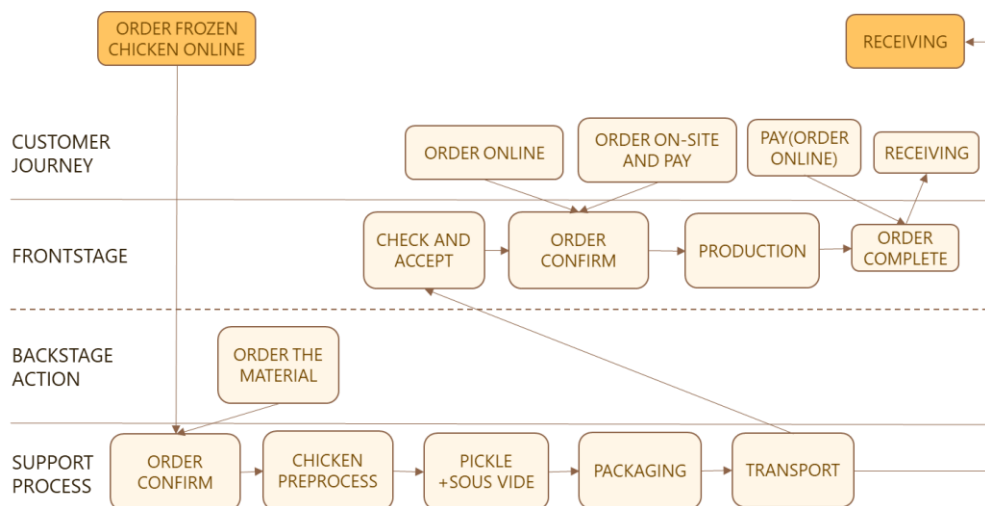 ORDER FROZEN
CHICKEN ONLINE
RECEIVING
CUSTOMER
JOURNEY
ORDER ONLINE
ORDER ON-SITE
AND PAY
PAY(ORDER
ONLINE)
RECEIVING
FRONTSTAGE
CHECK AND
ACCEPT
ORDER
CONFIRM
PRODUCTION
ORDER
COMPLETE
BACKSTAGE
ACTION
ORDER THE
MATERIAL
SUPPORT
PROCESS
ORDER
CONFIRM
CHICKEN
PREPROCESS
PICKLE
+SOUS VIDE
PACKAGING
TRANSPORT